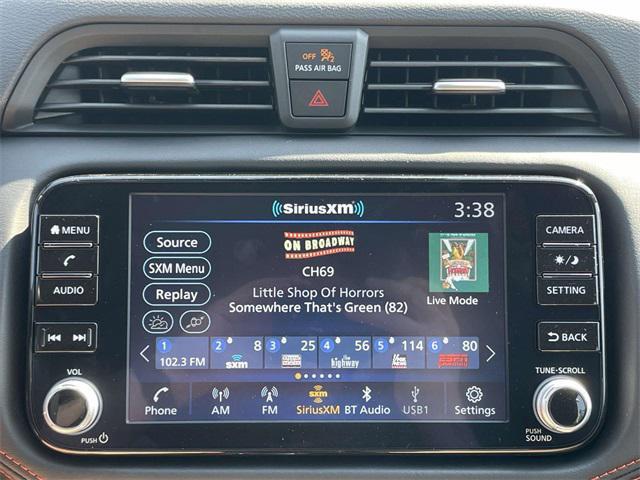 OFF 2
PASS AIR BAG
SiriusXM
3:38
MENU
AUDIO
CAMERA
SETTING
BACK
Source
SXM Menu
Replay
ON BROADWAY
CH69
Little Shop Of Horrors
Somewhere That's Green (82)
Live Mode
1 2 8 3 25 4 56 5 114 6 80
102.3 FM sxm the highway
Phone AM FM SiriusXM BT Audio USB1 Settings
VOL
PUSH
TUNE-SCROLL
PUSH
SOUND